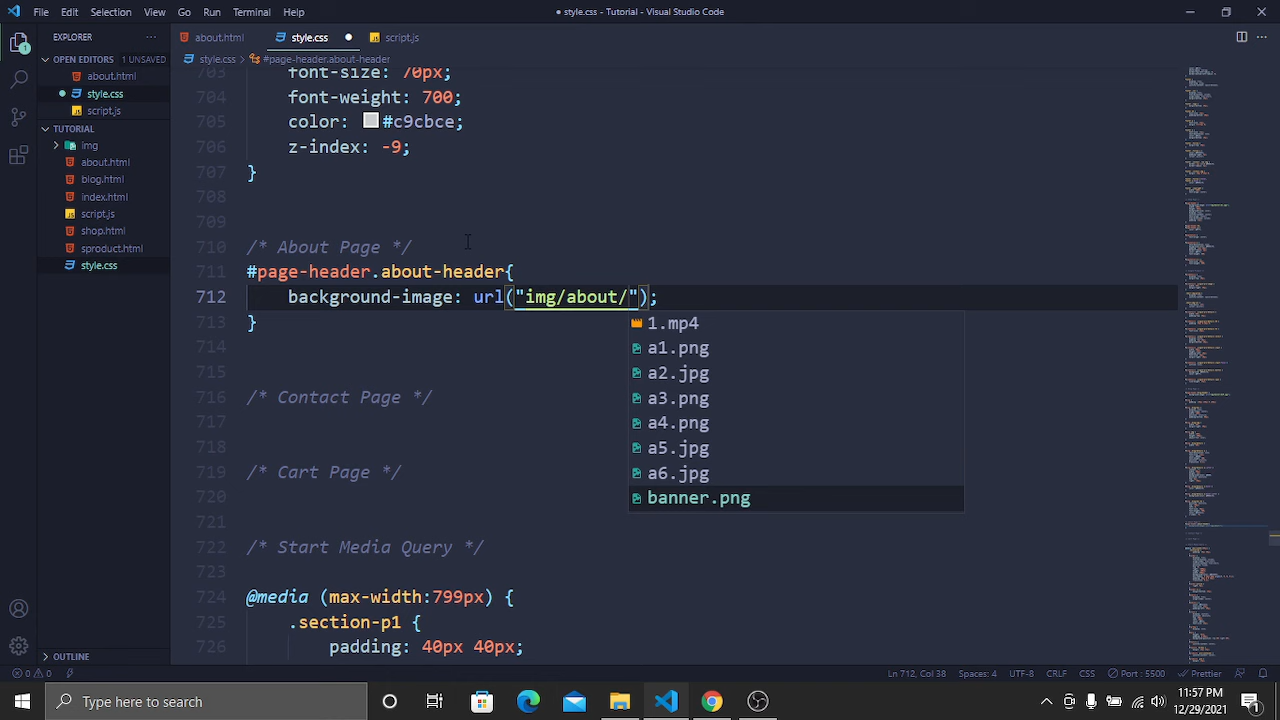 File Edit Selection View Go Run Terminal Help
style.css - Tutorial - Visual Studio Code
EXPLORER
OPEN EDITORS 1 UNSAVED
about.html
style.css
script.js
TUTORIAL
img
about.html
blog.html
index.html
script.js
shop.html
sproduct.html
style.css
OUTLINE
about.html style.css script.js
style.css > #page-header.about-header
703 font-size: 70px;
704 font-weight: 700;
705 color: #c9cbce;
706 z-index: -9;
707 }
708
709
710 /* About Page */
711 #page-header.about-header{
712 background-image: url("img/about/");
713 }
714
715
716 /* Contact Page */
717
718
719 /* Cart Page */
720
721
722 /* Start Media Query */
723
724 @media (max-width:799px) {
725 .section-p1 {
726 padding: 40px 40px;
1.mp4
1.png
a2.jpg
a3.jpg
a4.jpg
a5.jpg
a6.jpg
banner.png
0 0 Ln 712, Col 38 Spaces: 4 UTF-8 CRLF CSS Port : 5500 Prettier
Type here to search
12:57 PM
12/29/2021